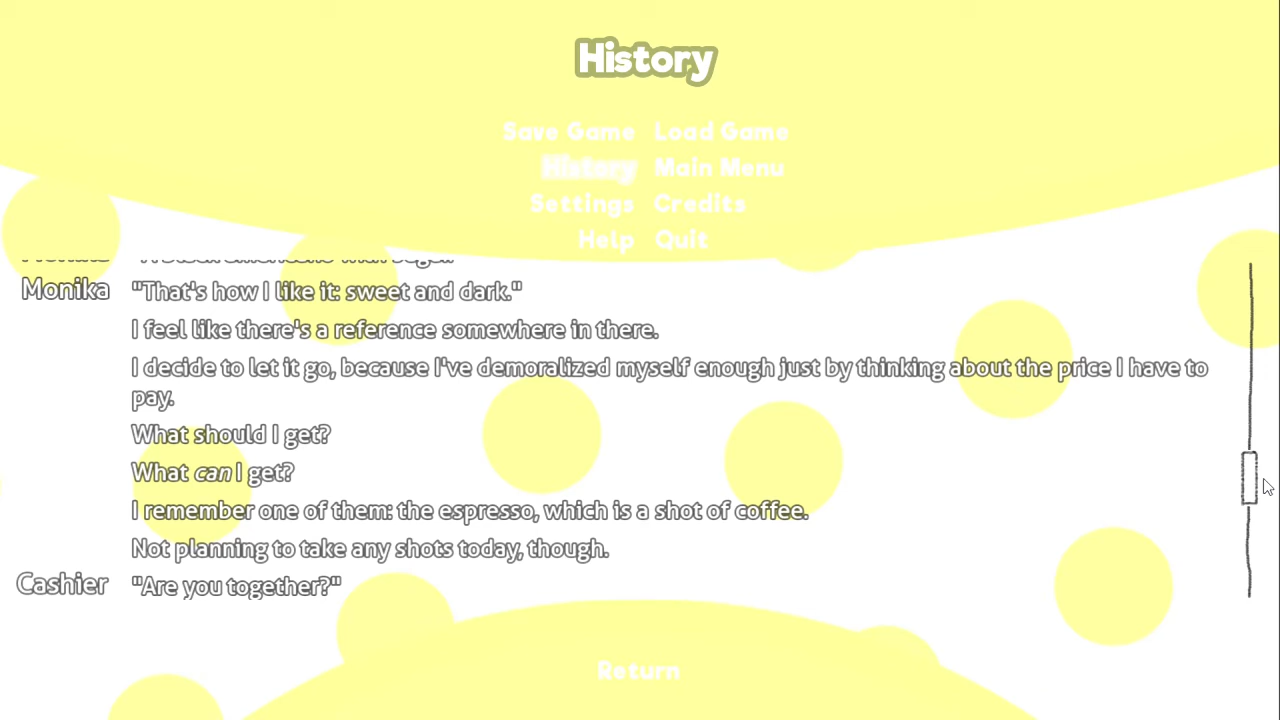 History
Save Game Load Game
History Main Menu
Settings Credits
Help Quit
Monika "That's how I like it: sweet and dark."
I feel like there's a reference somewhere in there.
I decide to let it go, because I've demoralized myself enough just by thinking about the price I have to
pay.
What should I get?
What can I get?
I remember one of them: the espresso, which is a shot of coffee.
Not planning to take any shots today, though.
Cashier "Are you together?"
Return